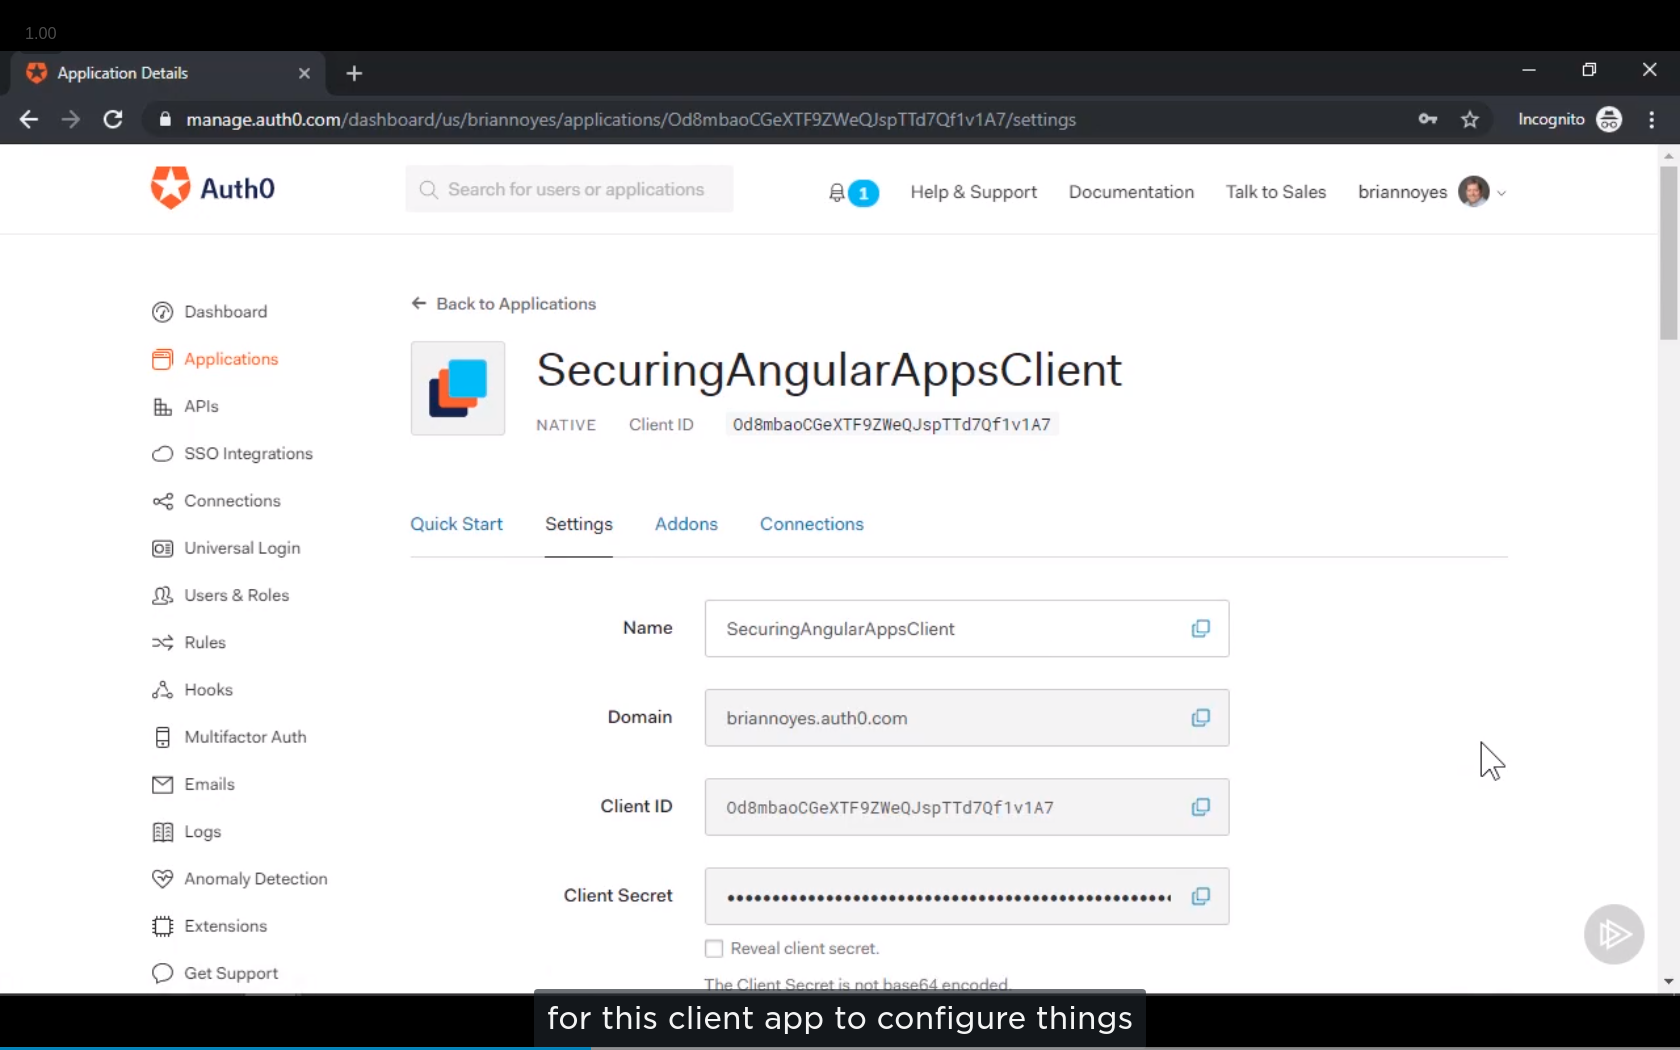 1.00
Application Details
manage.auth0.com/dashboard/us/briannoyes/applications/Od8mbaoCGeXTF9ZWeQJspTTd7Qf1v1A7/settings
Incognito
Auth0
Search for users or applications
1
Help & Support
Documentation
Talk to Sales
briannoyes
Dashboard
Applications
APIs
SSO Integrations
Connections
Universal Login
Users & Roles
Rules
Hooks
Multifactor Auth
Emails
Logs
Anomaly Detection
Extensions
Get Support
Back to Applications
SecuringAngularAppsClient
NATIVE Client ID Od8mbaoCGeXTF9ZWeQJspTTd7Qf1v1A7
Quick Start Settings Addons Connections
Name SecuringAngularAppsClient
Domain briannoyes.auth0.com
Client ID Od8mbaoCGeXTF9ZWeQJspTTd7Qf1v1A7
Client Secret ••••••••••••••••••••••••••••••••••••••••••••••••••
Reveal client secret.
The Client Secret is not base64 encoded.
for this client app to configure things